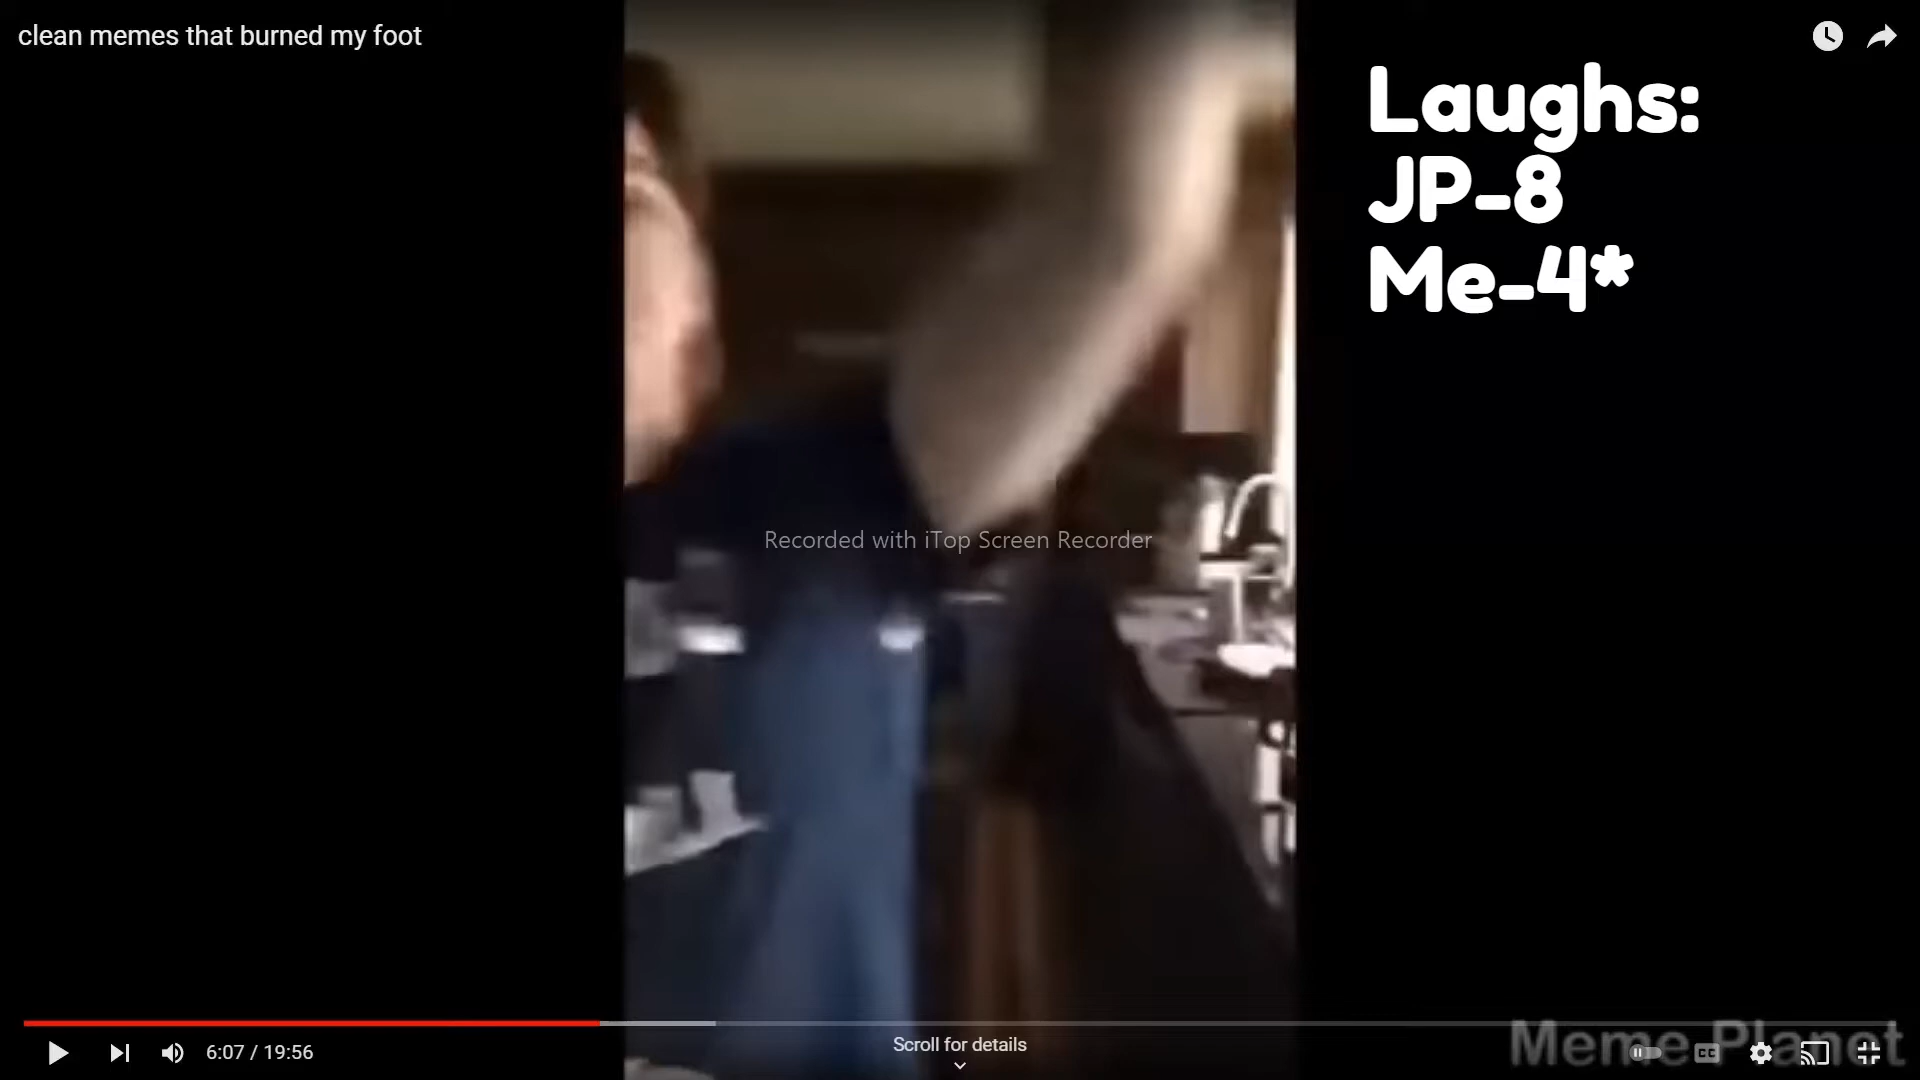 clean memes that burned my foot
Laughs:
JP-8
Me-4*
Recorded with iTop Screen Recorder
Scroll for details
6:07 / 19:56
Meme Planet
CC